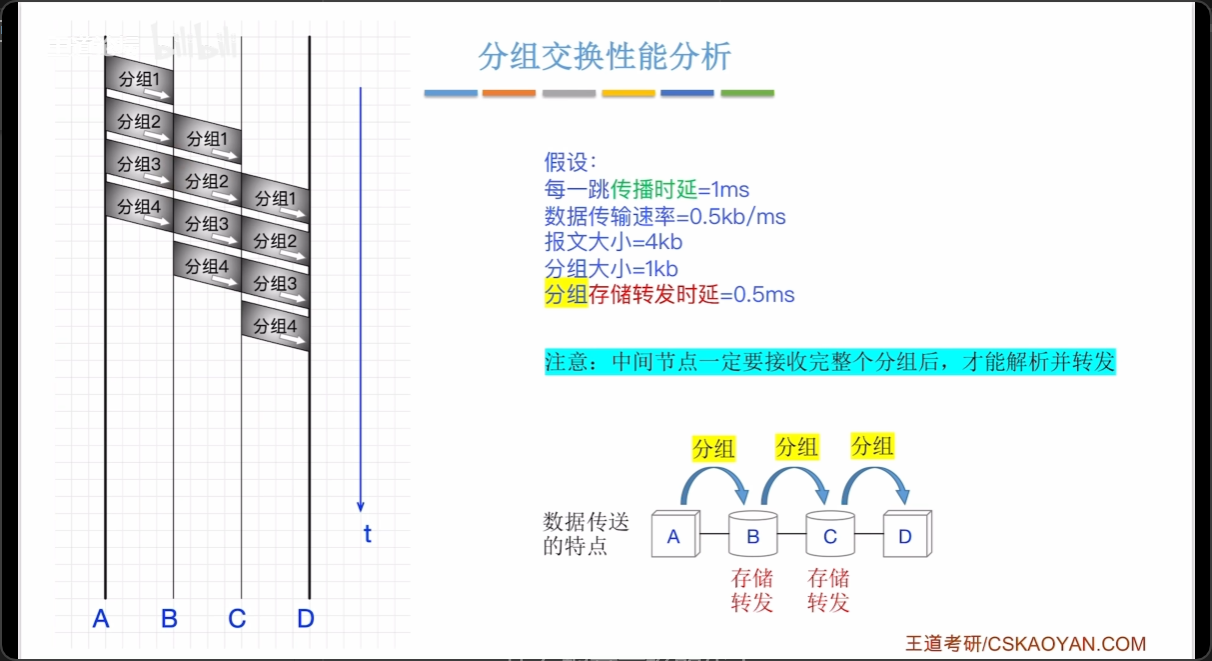 bilibili
分组交换性能分析
分组1
分组2
分组3
分组4
分组1
分组2
分组3
分组4
分组1
分组2
分组3
分组4
t
A B C D
假设：
每一跳传播时延=1ms
数据传输速率=0.5kb/ms
报文大小=4kb
分组大小=1kb
分组存储转发时延=0.5ms
注意：中间节点一定要接收完整个分组后，才能解析并转发
分组 分组 分组
数据传送
的特点
A B C D
存储 存储
转发 转发
王道考研/CSKAOYAN.COM